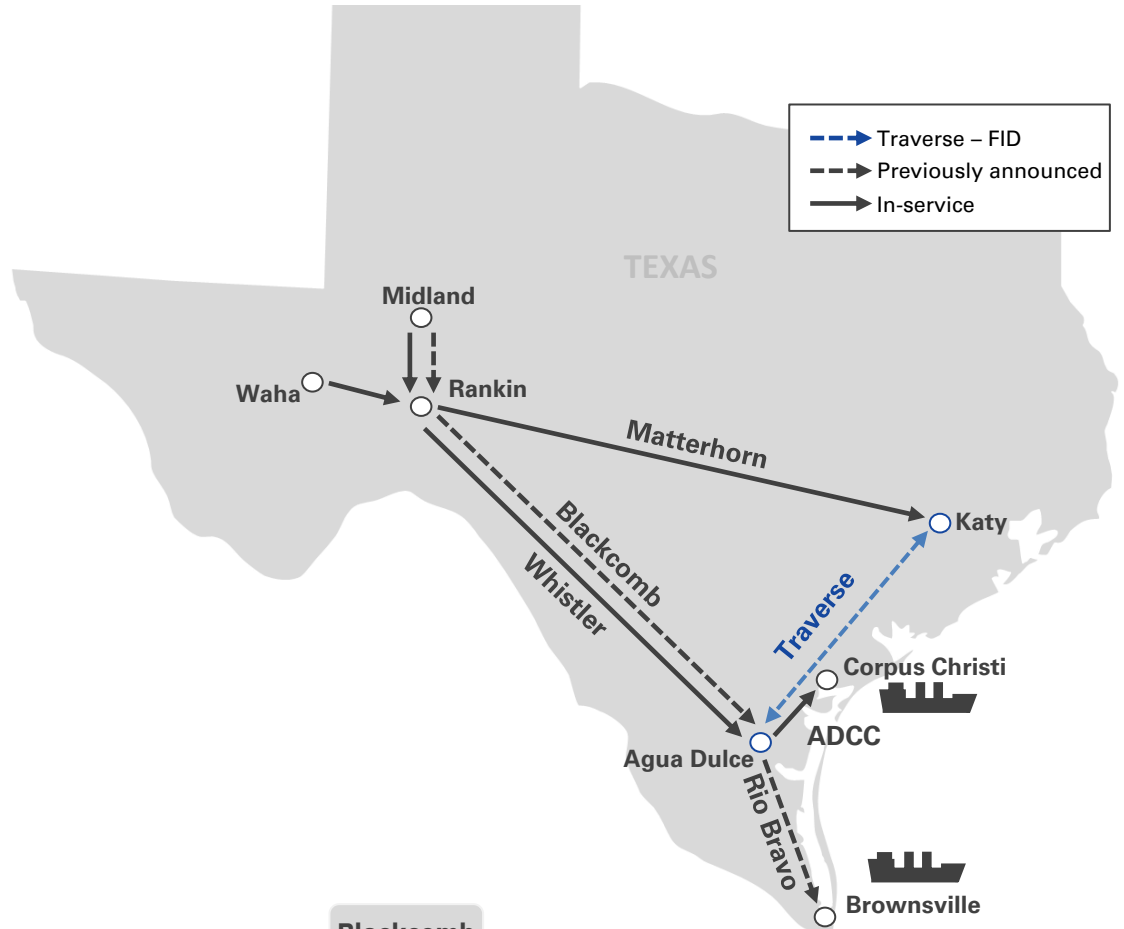 Traverse – FID
Previously announced
In-service
TEXAS
Midland
Waha
Rankin
Matterhorn
Katy
Blackcomb
Whistler
Traverse
Corpus Christi
ADCC
Agua Dulce
Rio Bravo
Brownsville
Blackcomb